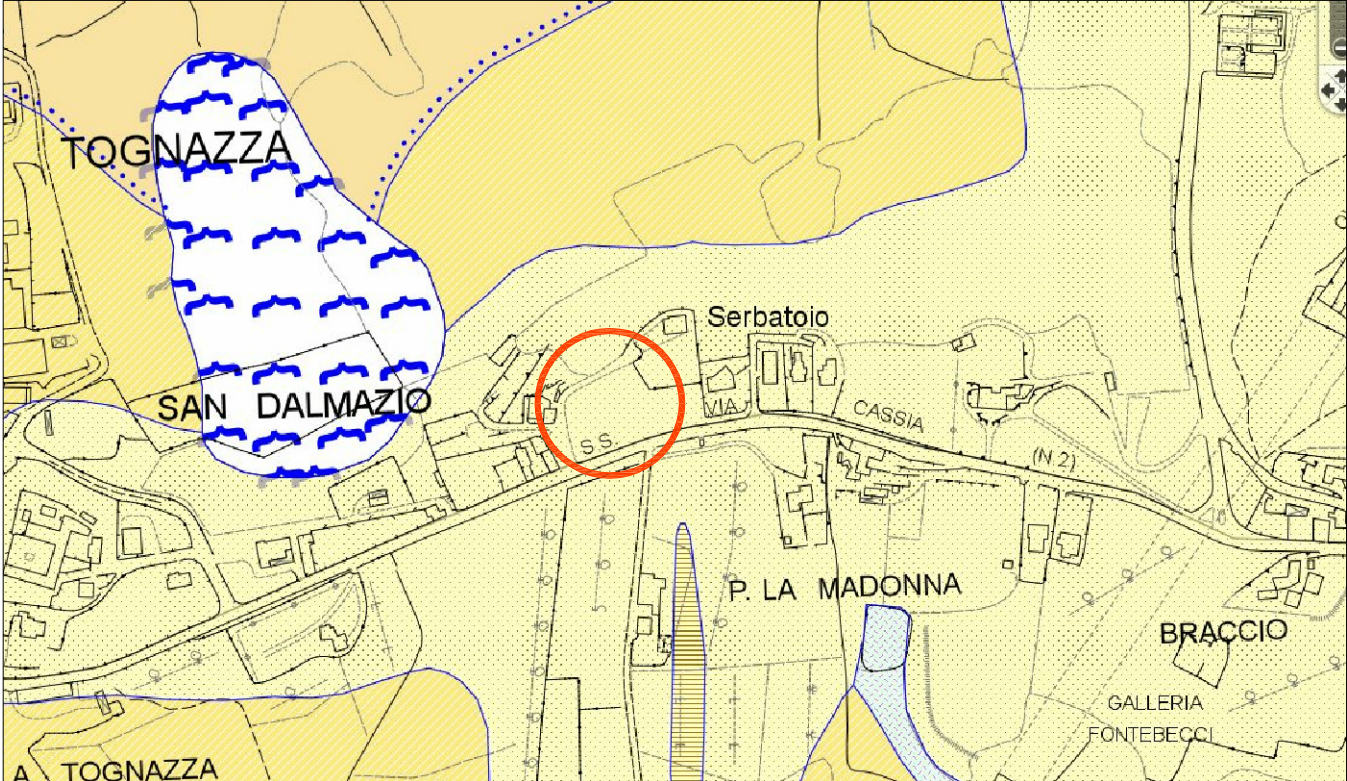 TOGNAZZA
Serbatoio
SAN DALMAZIO
VIA
CASSIA
S.S.
(N 2)
P. LA MADONNA
BRACCIO
GALLERIA
FONTEBECCI
A TOGNAZZA